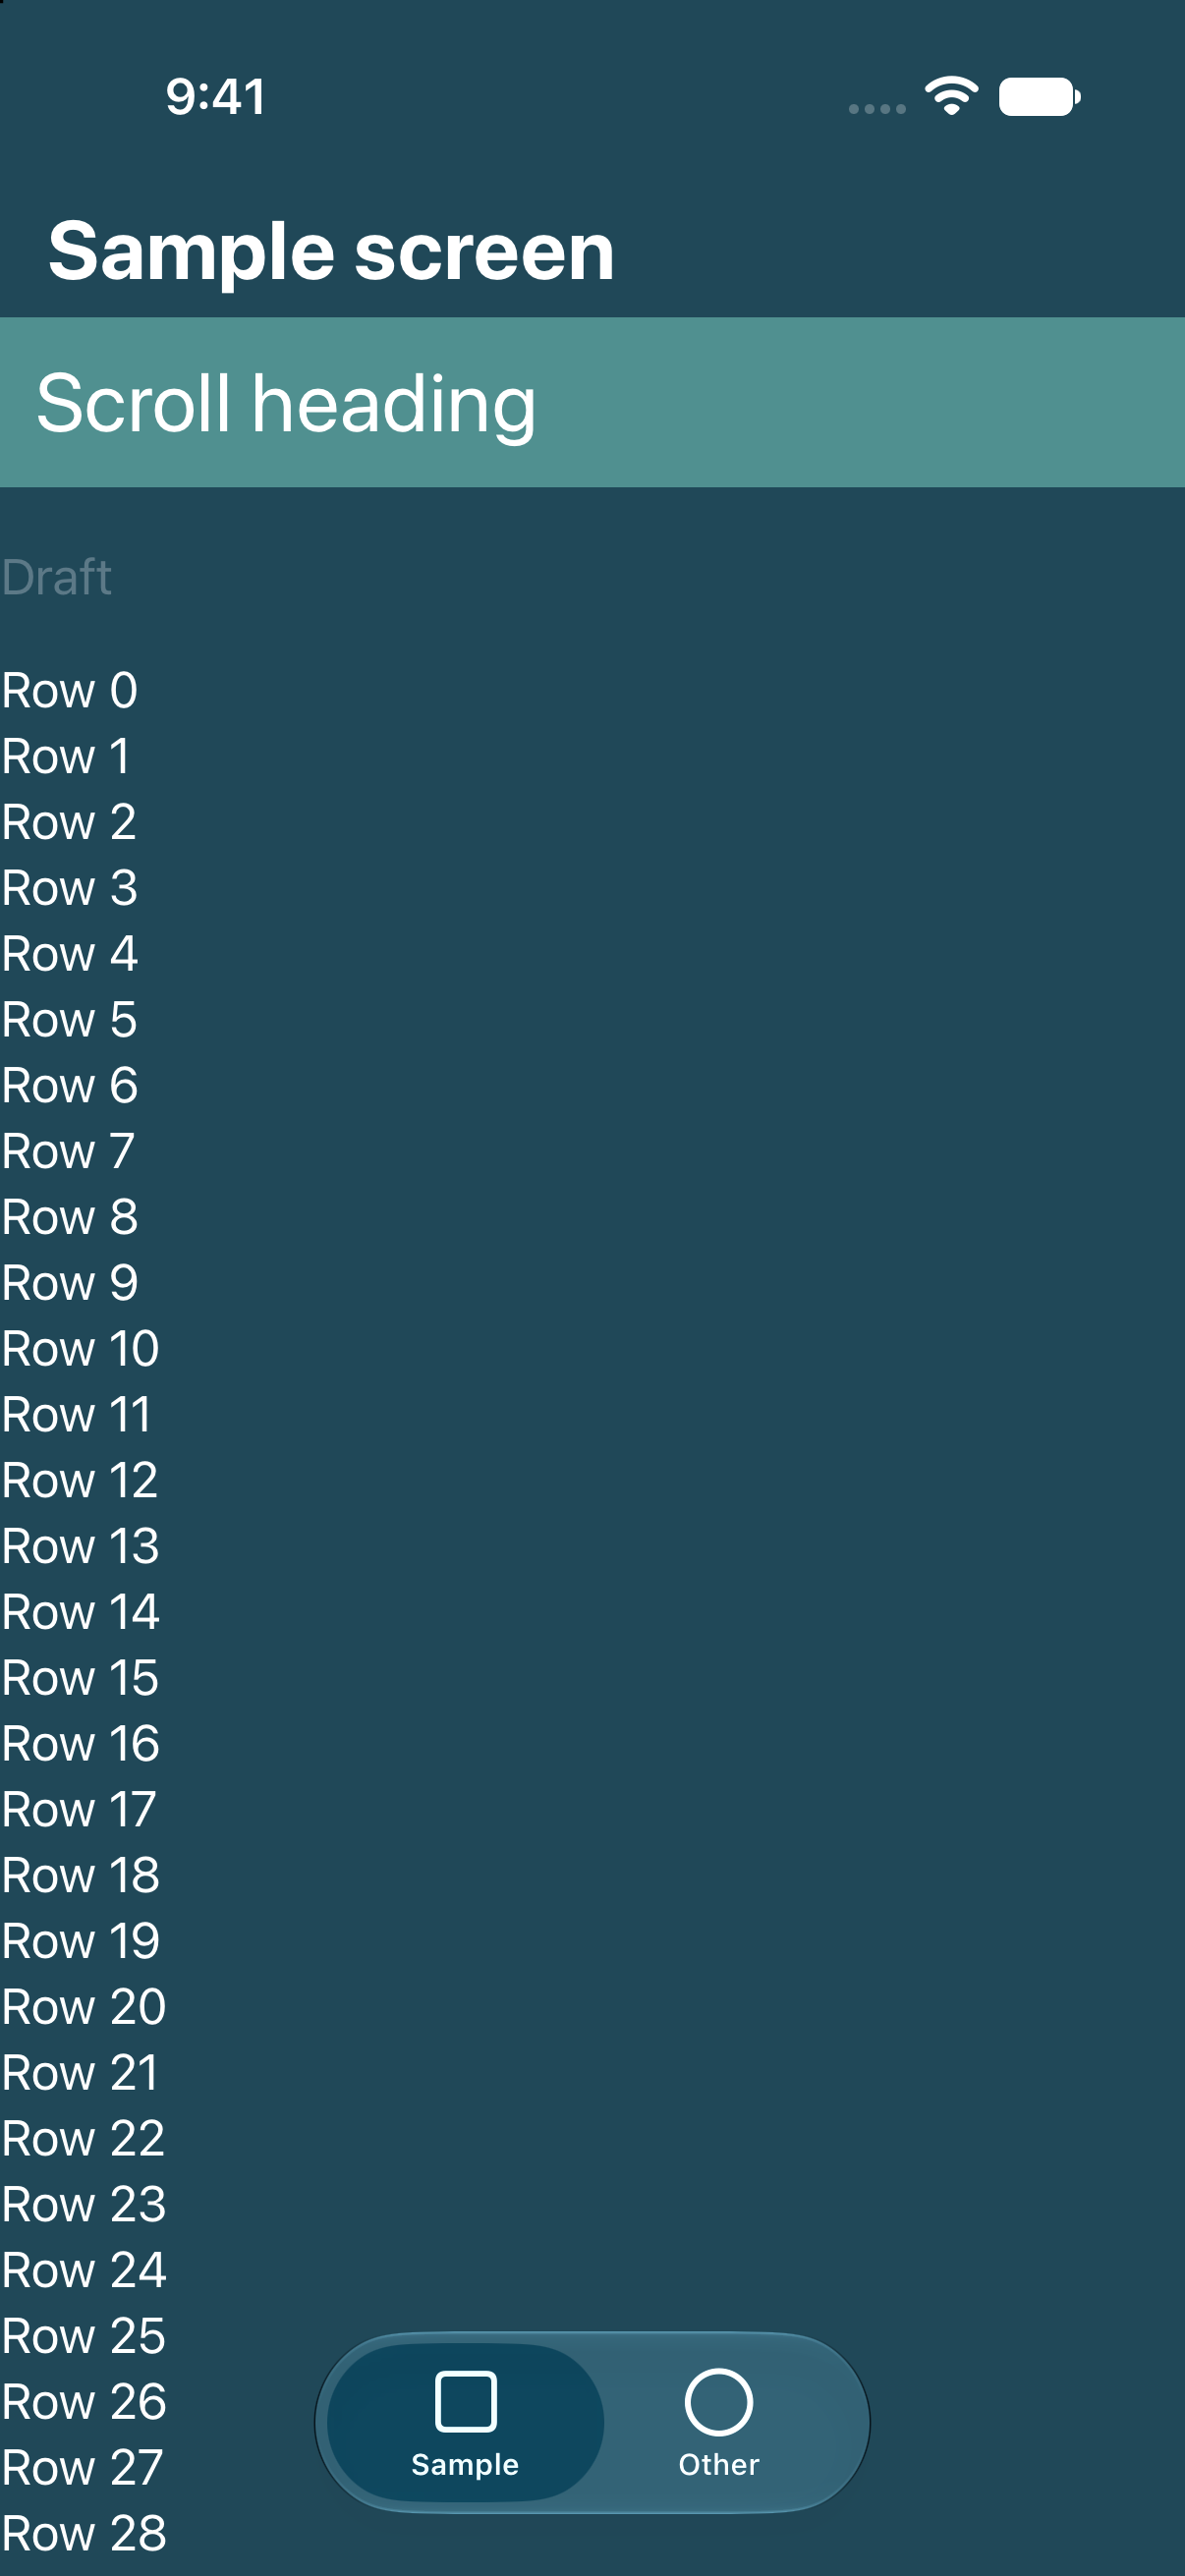 9:41
Sample screen
Scroll heading
Draft
Row 0
Row 1
Row 2
Row 3
Row 4
Row 5
Row 6
Row 7
Row 8
Row 9
Row 10
Row 11
Row 12
Row 13
Row 14
Row 15
Row 16
Row 17
Row 18
Row 19
Row 20
Row 21
Row 22
Row 23
Row 24
Row 25
Row 26
Row 27
Row 28
Sample Other